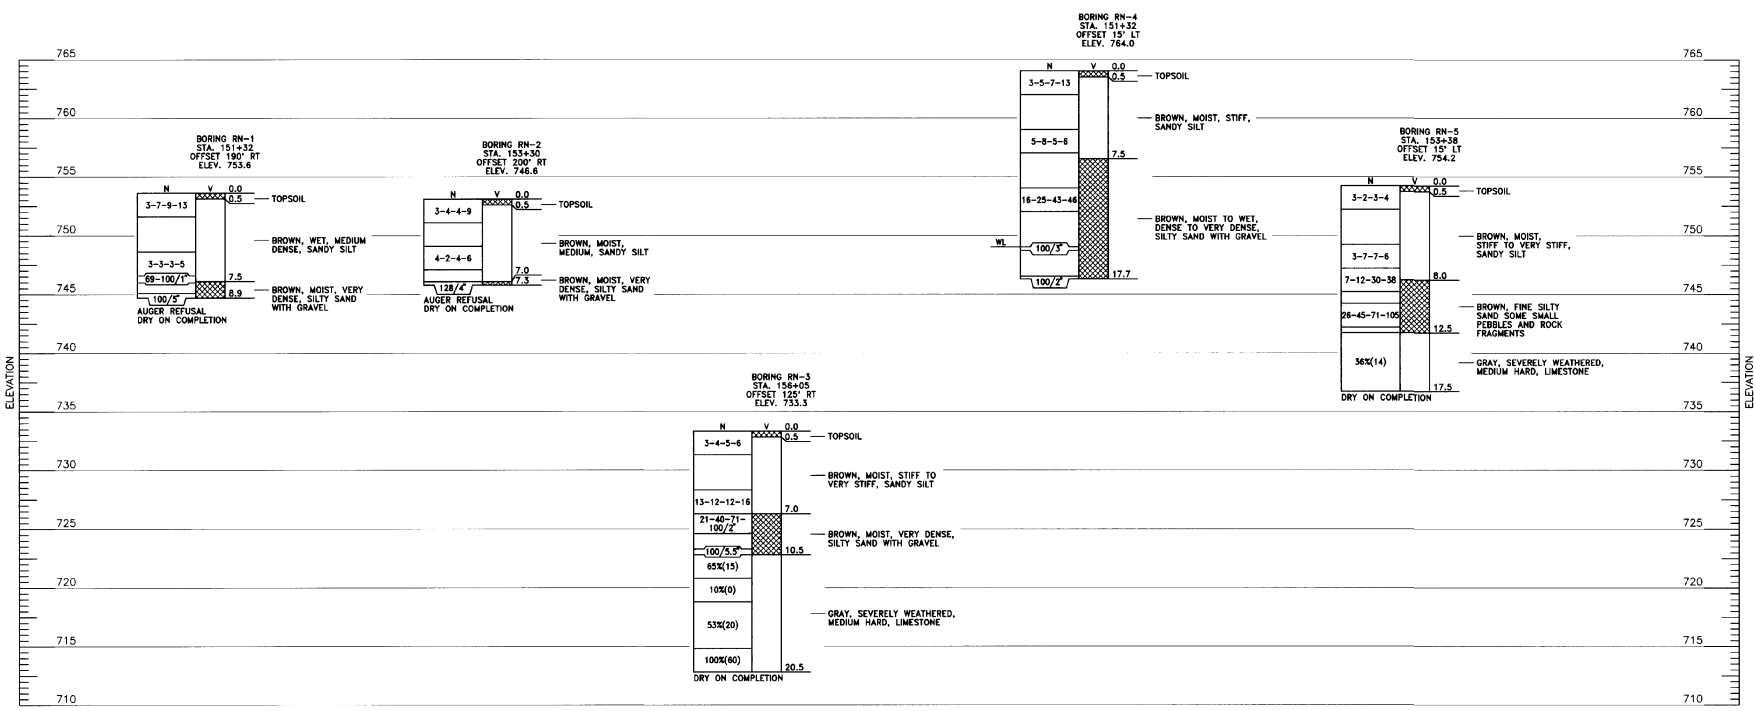 BORING RN-4
STA. 151+32
OFFSET 15' LT
ELEV. 764.0
765
765
N V 0.0
0.5
TOPSOIL
3-5-7-13
760
760
BROWN, MOIST, STIFF,
SANDY SILT
5-8-5-6
7.5
16-25-43-46
BROWN, MOIST TO WET,
DENSE TO VERY DENSE,
SILTY SAND WITH GRAVEL
WL
100/3"
17.7
100/2"
BORING RN-1
STA. 151+32
OFFSET 190' RT
ELEV. 753.6
755
755
N V 0.0
0.5
TOPSOIL
3-7-9-13
BROWN, WET, MEDIUM
DENSE, SANDY SILT
3-3-3-5
69-100/1"
7.5
100/5"
8.9
BROWN, MOIST, VERY
DENSE, SILTY SAND
WITH GRAVEL
AUGER REFUSAL
DRY ON COMPLETION
BORING RN-2
STA. 153+30
OFFSET 200' RT
ELEV. 746.6
N V 0.0
0.5
TOPSOIL
3-4-4-9
BROWN, MOIST,
MEDIUM, SANDY SILT
4-2-4-6
7.0
7.3
128/4"
BROWN, MOIST, VERY
DENSE, SILTY SAND
WITH GRAVEL
AUGER REFUSAL
DRY ON COMPLETION
BORING RN-5
STA. 153+38
OFFSET 15' LT
ELEV. 754.2
N V 0.0
0.5
TOPSOIL
3-2-3-4
BROWN, MOIST,
STIFF TO VERY STIFF,
SANDY SILT
3-7-7-6
8.0
7-12-30-38
26-45-71-105
BROWN, FINE SILTY
SAND SOME SMALL
PEBBLES AND ROCK
FRAGMENTS
12.5
36%(14)
GRAY, SEVERELY WEATHERED,
MEDIUM HARD, LIMESTONE
17.5
DRY ON COMPLETION
750
750
745
745
740
740
ELEVATION
ELEVATION
735
735
BORING RN-3
STA. 156+05
OFFSET 125' RT
ELEV. 733.3
N V 0.0
0.5
TOPSOIL
3-4-5-6
730
730
BROWN, MOIST, STIFF TO
VERY STIFF, SANDY SILT
13-12-12-16
7.0
21-40-71-
100/2"
725
725
BROWN, MOIST, VERY DENSE,
SILTY SAND WITH GRAVEL
100/5.5"
10.5
65%(15)
720
720
10%(0)
GRAY, SEVERELY WEATHERED,
MEDIUM HARD, LIMESTONE
53%(20)
715
715
100%(60)
20.5
DRY ON COMPLETION
710
710